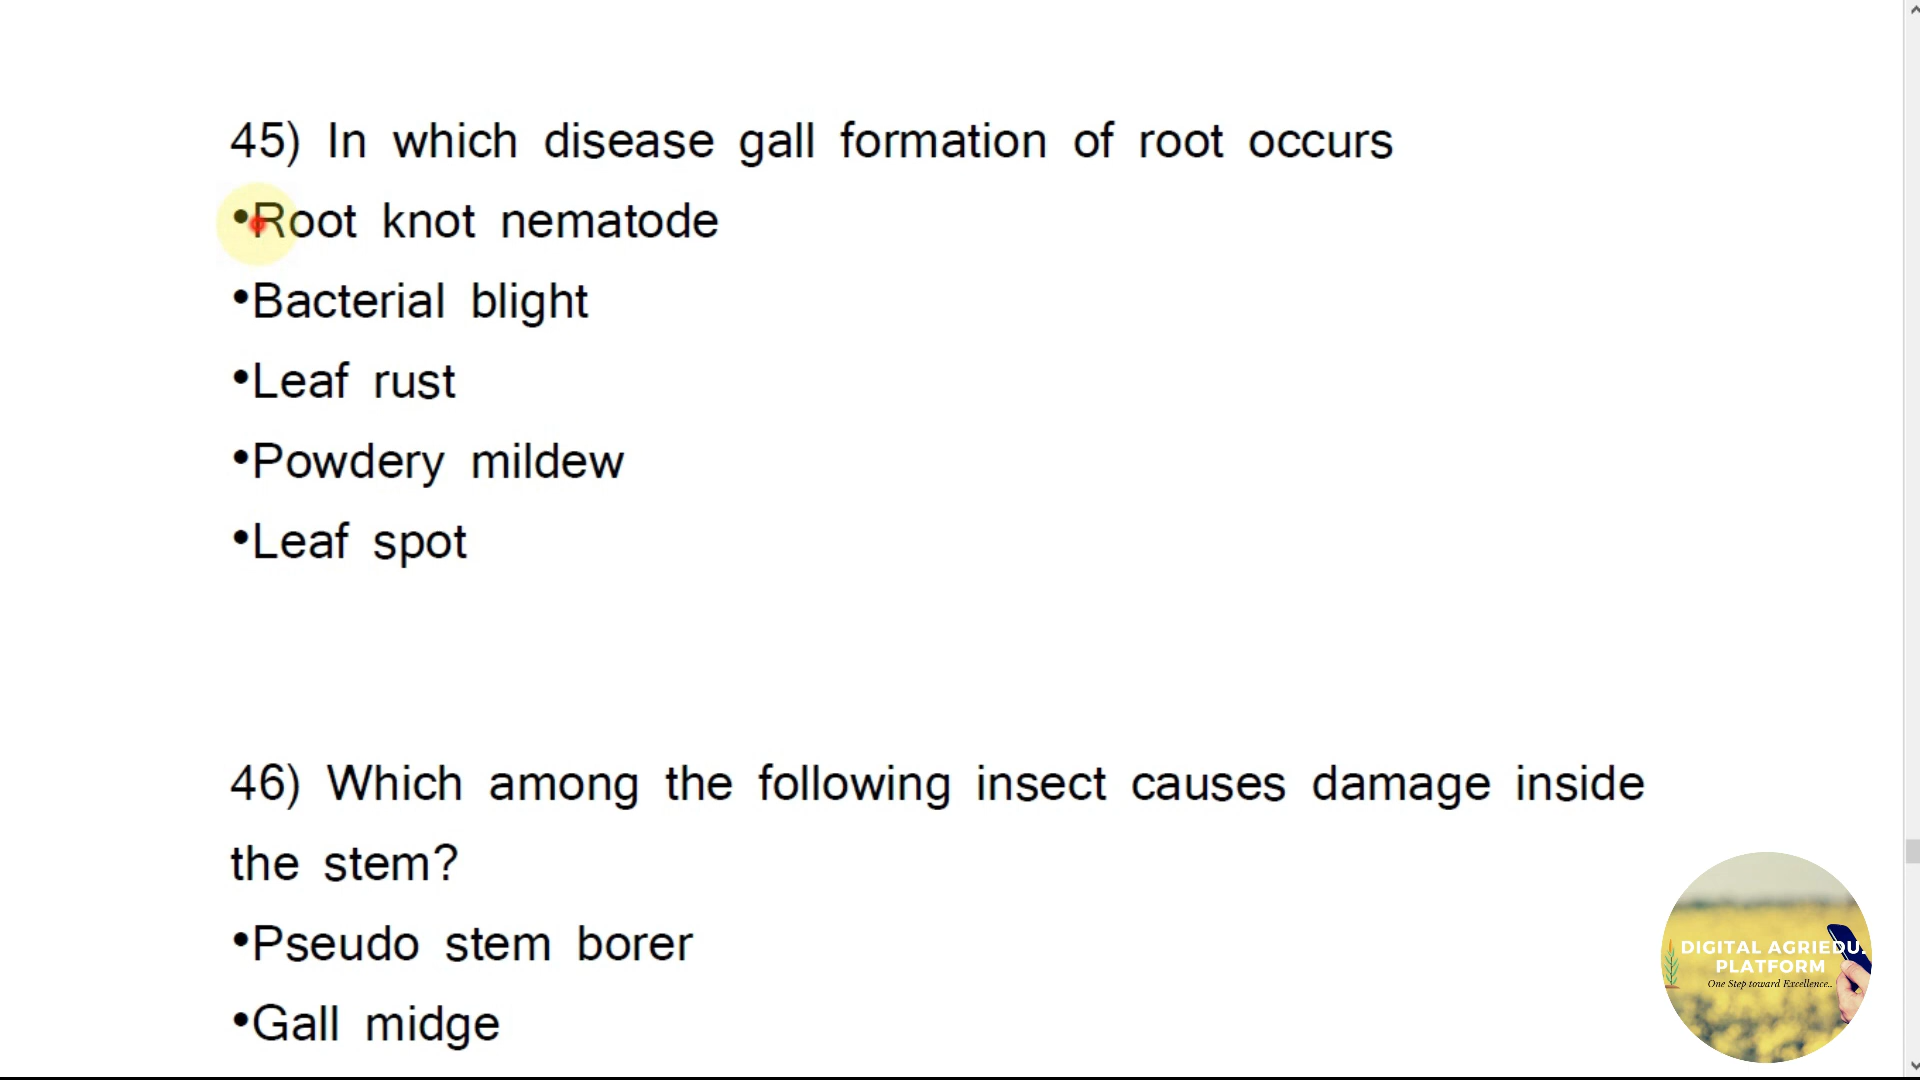 45) In which disease gall formation of root occurs
•Root knot nematode
•Bacterial blight
•Leaf rust
•Powdery mildew
•Leaf spot
46) Which among the following insect causes damage inside
the stem?
•Pseudo stem borer
•Gall midge
DIGITAL AGRIEDU.
PLATFORM
One Step toward Excellence..